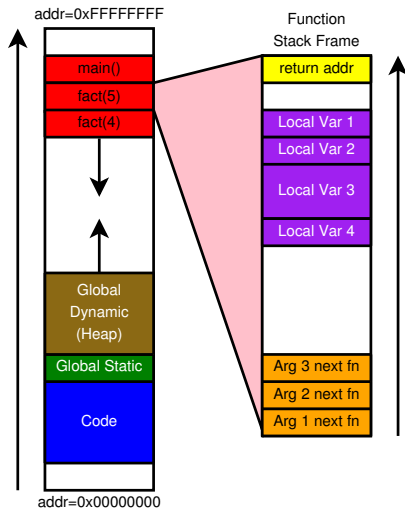 addr=0xFFFFFFFF
main()
fact(5)
fact(4)
Global
Dynamic
(Heap)
Global Static
Code
addr=0x00000000
Function
Stack Frame
return addr
Local Var 1
Local Var 2
Local Var 3
Local Var 4
Arg 3 next fn
Arg 2 next fn
Arg 1 next fn